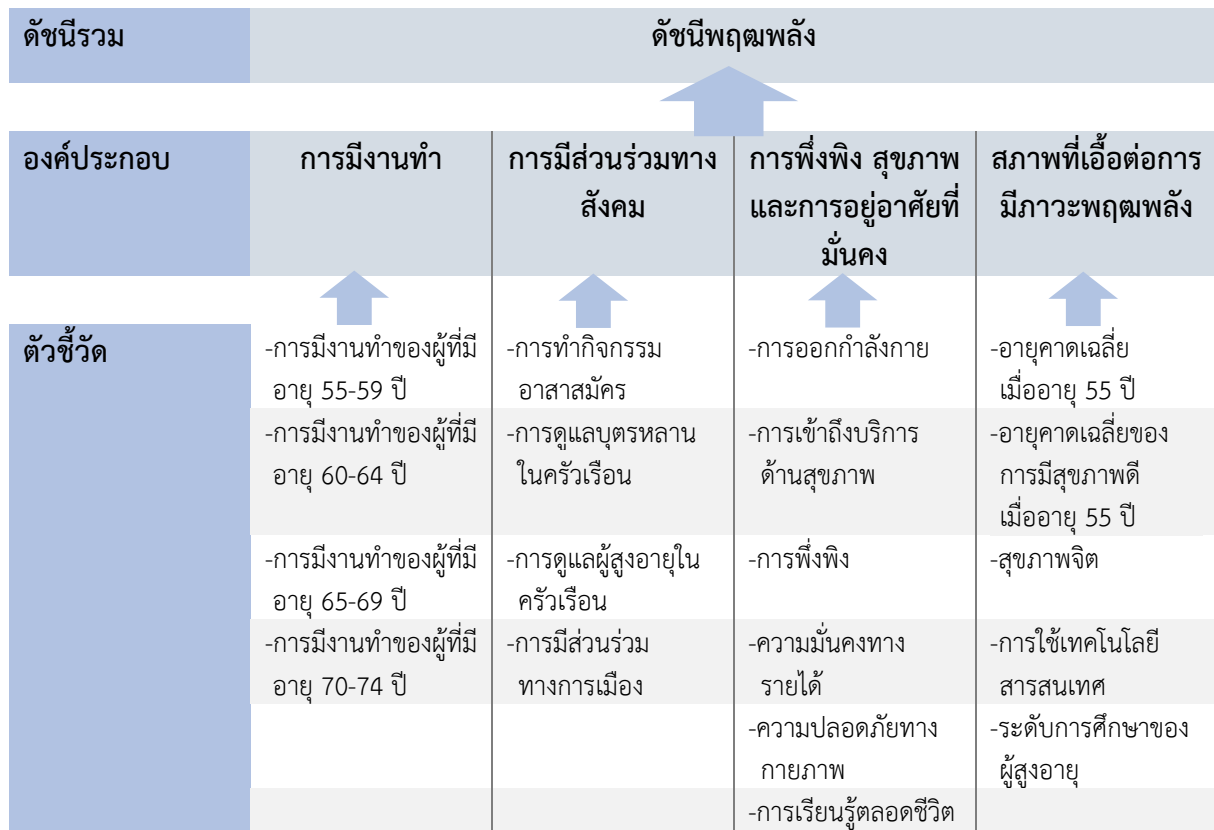 ดัชนีรวม
ดัชนีพฤฒพลัง
องค์ประกอบ
การมีงานทำ
การมีส่วนร่วมทาง
สังคม
การพึ่งพิง สุขภาพ
และการอยู่อาศัยที่
มั่นคง
สภาพที่เอื้อต่อการ
มีภาวะพฤฒพลัง
ตัวชี้วัด
-การมีงานทำของผู้ที่มี
อายุ 55-59 ปี
-การทำกิจกรรม
อาสาสมัคร
-การออกกำลังกาย
-อายุคาดเฉลี่ย
เมื่ออายุ 55 ปี
-การมีงานทำของผู้ที่มี
อายุ 60-64 ปี
-การดูแลบุตรหลาน
ในครัวเรือน
-การเข้าถึงบริการ
ด้านสุขภาพ
-อายุคาดเฉลี่ยของ
การมีสุขภาพดี
เมื่ออายุ 55 ปี
-การมีงานทำของผู้ที่มี
อายุ 65-69 ปี
-การดูแลผู้สูงอายุใน
ครัวเรือน
-การพึ่งพิง
-สุขภาพจิต
-การมีงานทำของผู้ที่มี
อายุ 70-74 ปี
-การมีส่วนร่วม
ทางการเมือง
-ความมั่นคงทาง
รายได้
-การใช้เทคโนโลยี
สารสนเทศ
-ความปลอดภัยทาง
กายภาพ
-ระดับการศึกษาของ
ผู้สูงอายุ
-การเรียนรู้ตลอดชีวิต